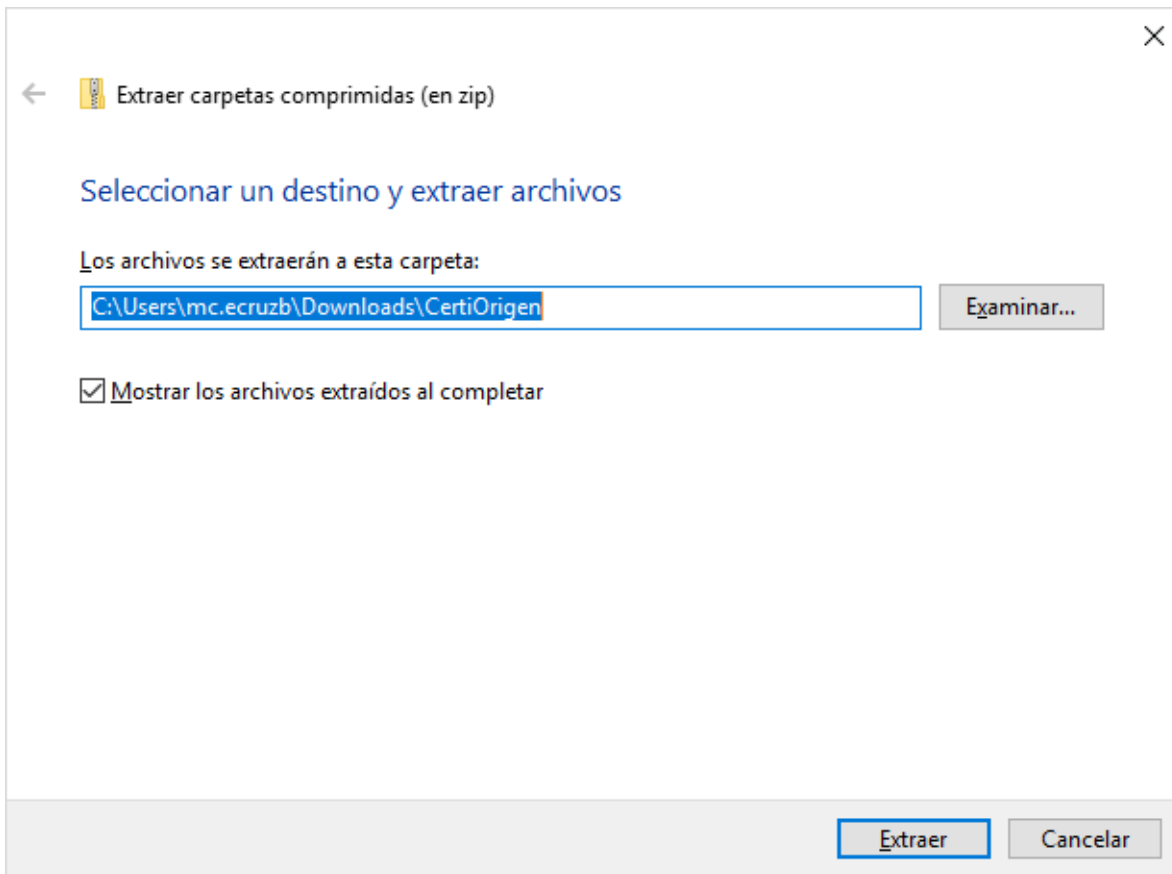 Extraer carpetas comprimidas (en zip)
Seleccionar un destino y extraer archivos
Los archivos se extraerán a esta carpeta:
C:\Users\mc.ecruzb\Downloads\CertiOrigen
Examinar...
Mostrar los archivos extraídos al completar
Extraer
Cancelar